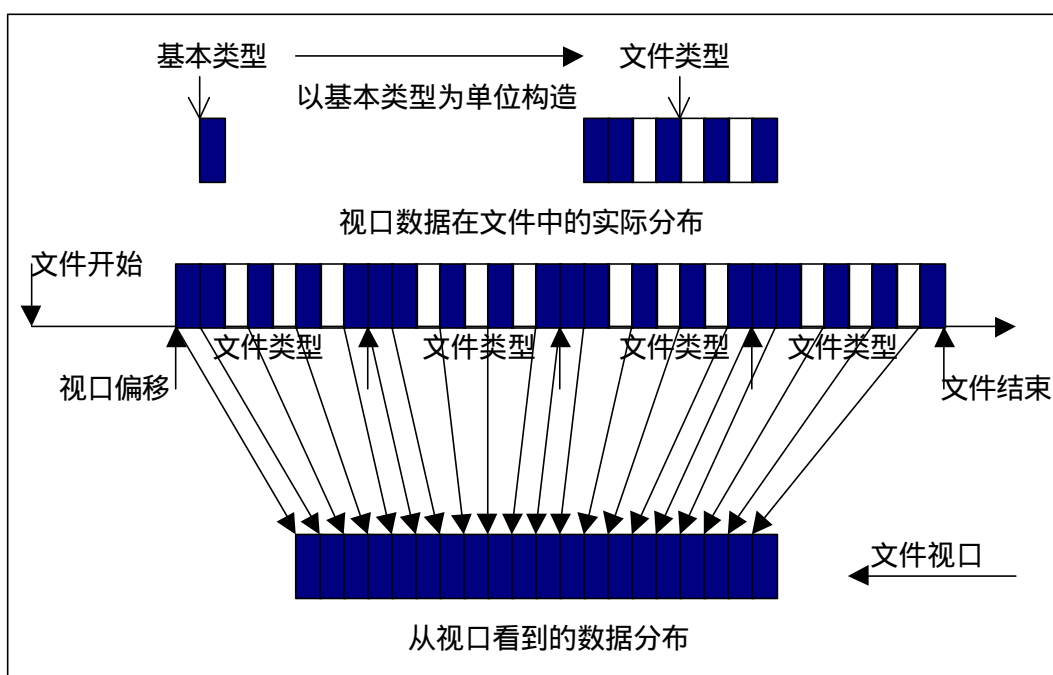 基本类型
文件类型
以基本类型为单位构造
视口数据在文件中的实际分布
文件开始
文件类型
文件类型
文件类型
文件类型
视口偏移
文件结束
文件视口
从视口看到的数据分布